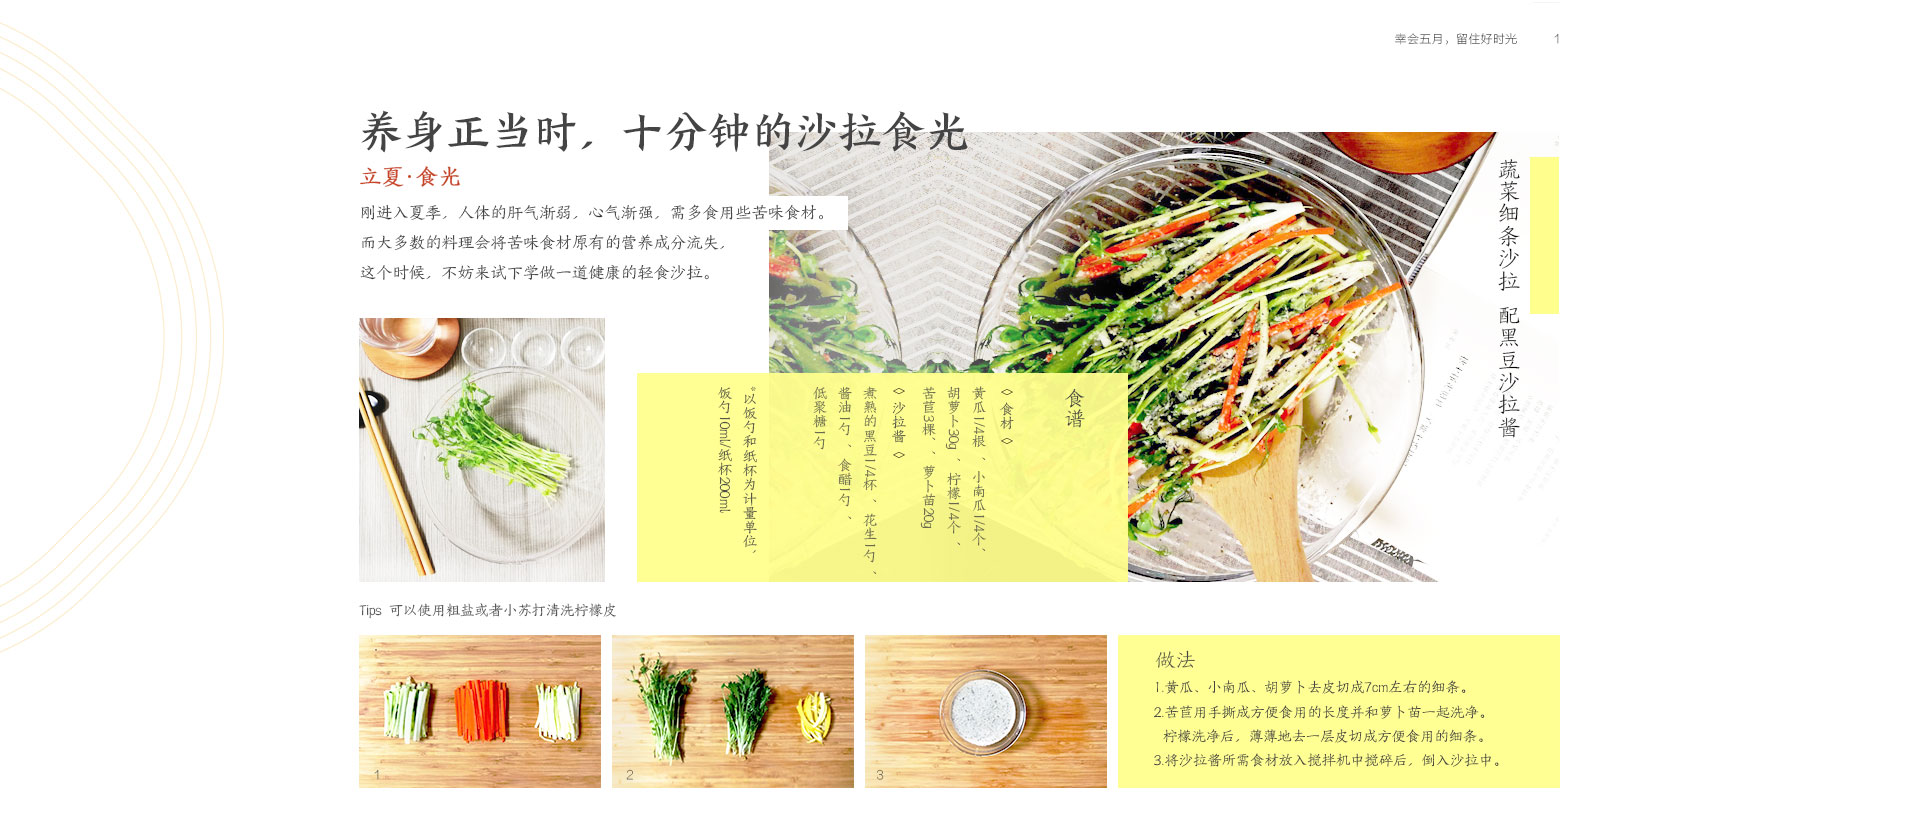 幸会五月，留住好时光 1
养身正当时，十分钟的沙拉食光
立夏·食光
刚进入夏季，人体的肝气渐弱，心气渐强，需多食用些苦味食材。
而大多数的料理会将苦味食材原有的营养成分流失，
这个时候，不妨来试下学做一道健康的轻食沙拉。
蔬菜细条沙拉 配黑豆沙拉酱
食谱
◇ 食材 ◇
黄瓜1/4根、小南瓜1/4个、
胡萝卜30g、柠檬1/4个、
苦苣3棵、萝卜苗20g
◇ 沙拉酱 ◇
煮熟的黑豆1/4杯、花生1勺、
酱油1勺、食醋1勺、
低聚糖1勺
*以饭勺和纸杯为计量单位，
饭勺10ml/纸杯200ml
Tips 可以使用粗盐或者小苏打清洗柠檬皮
1
2
3
做法
1.黄瓜、小南瓜、胡萝卜去皮切成7cm左右的细条。
2.苦苣用手撕成方便食用的长度并和萝卜苗一起洗净。
柠檬洗净后，薄薄地去一层皮切成方便食用的细条。
3.将沙拉酱所需食材放入搅拌机中搅碎后，倒入沙拉中。